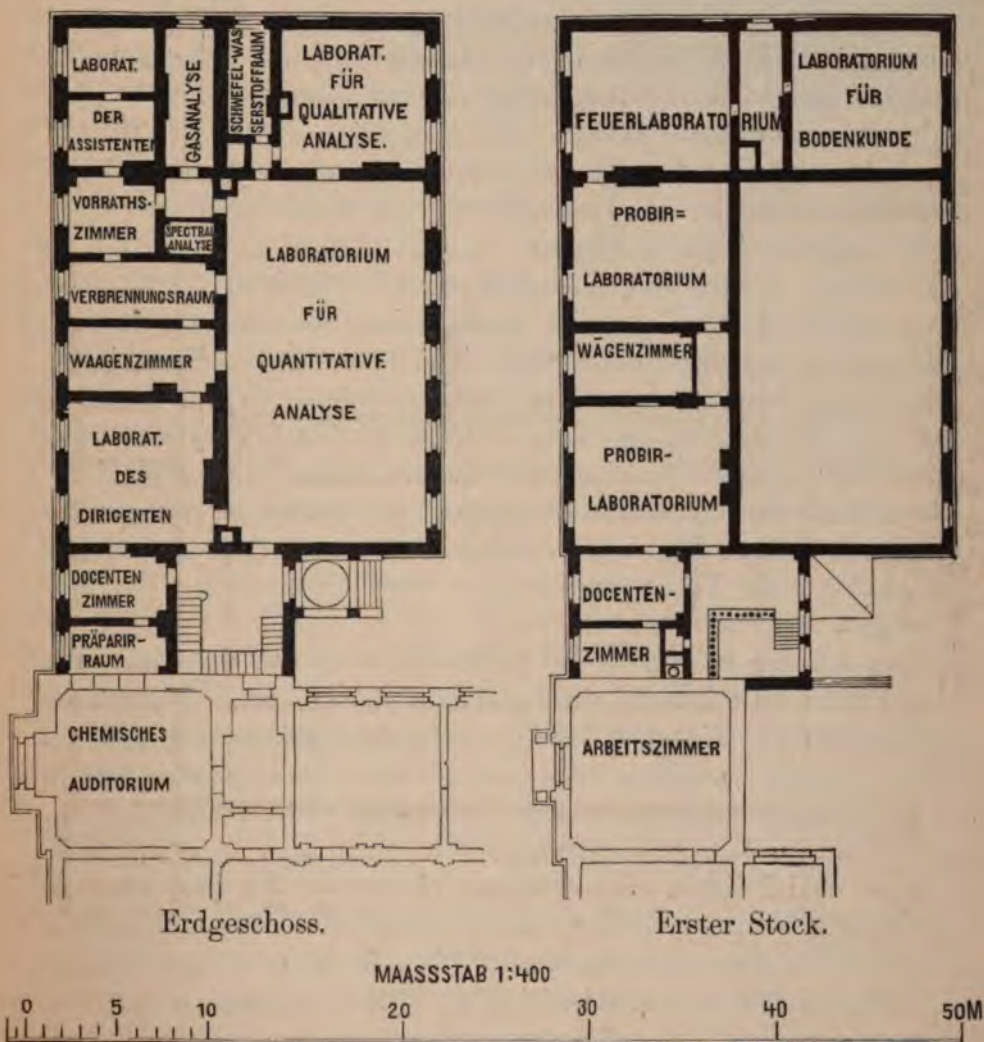 LABORAT.
DER
ASSISTENTEN
GASANALYSE
SCHWEFEL-WAS
SERSTOFFRAUM
LABORAT.
FÜR
QUALITATIVE
ANALYSE.
VORRATHS-
ZIMMER
SPECTRAL
ANALYSE
VERBRENNUNGSRAUM
WAAGENZIMMER
LABORATORIUM
FÜR
QUANTITATIVE
ANALYSE
LABORAT.
DES
DIRIGENTEN
DOCENTEN
ZIMMER
PRÄPARIR-
RAUM
CHEMISCHES
AUDITORIUM
Erdgeschoss.
FEUERLABORATORIUM
LABORATORIUM
FÜR
BODENKUNDE
PROBIR=
LABORATORIUM
WÄGENZIMMER
PROBIR-
LABORATORIUM
DOCENTEN-
ZIMMER
ARBEITSZIMMER
Erster Stock.
MAASSSTAB 1:400
0 5 10 20 30 40 50M